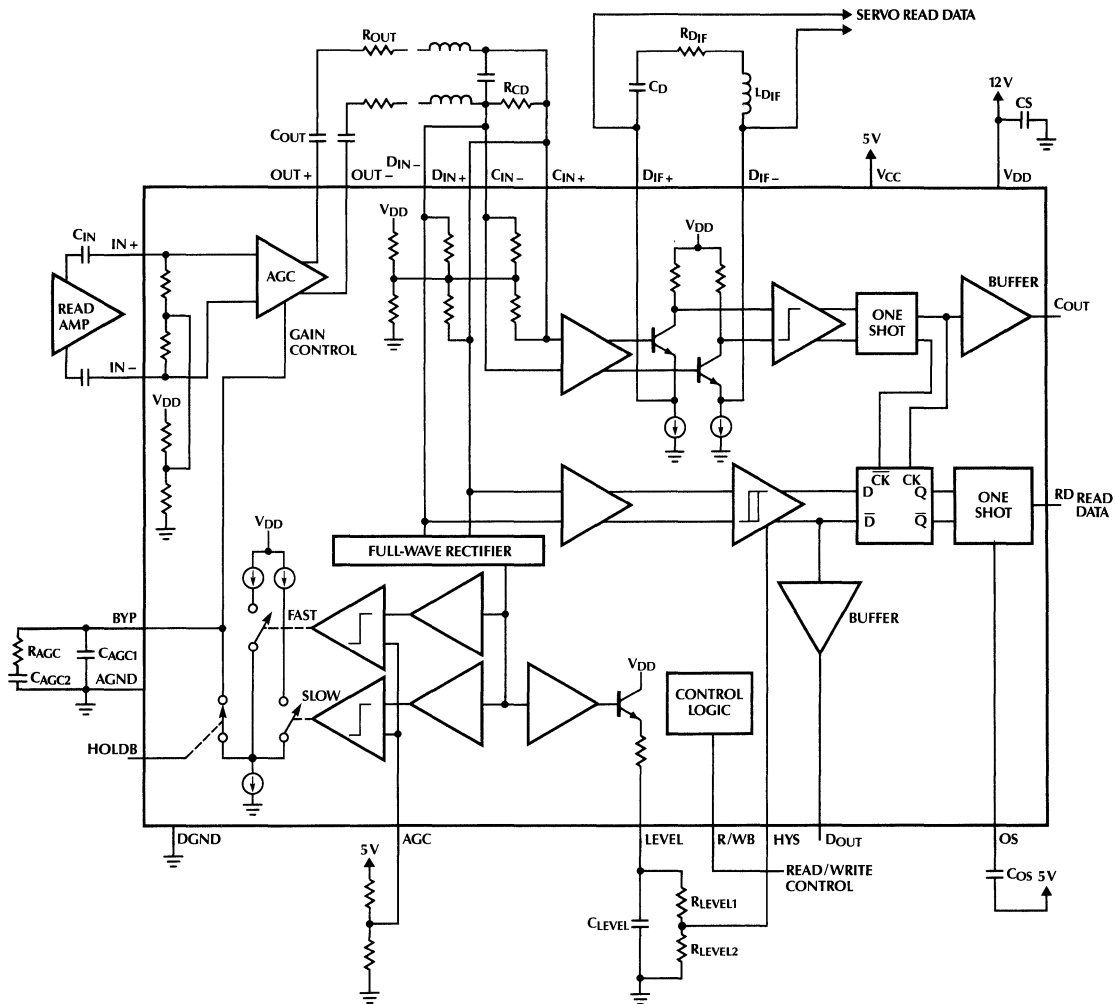 SERVO READ DATA
ROUT
RDIF
RCD
CD
LDIF
12V
CS
COUT
5V
DIN−
OUT+
OUT−
DIN+
CIN−
CIN+
DIF+
DIF−
VCC
VDD
VDD
VDD
CIN
IN+
AGC
READ
AMP
GAIN
CONTROL
IN−
ONE
SHOT
BUFFER
COUT
VDD
CK
CK
D
Q
D
Q
ONE
SHOT
RD READ
DATA
VDD
FULL-WAVE RECTIFIER
FAST
BUFFER
BYP
RAGC
CAGC1
CAGC2
AGND
SLOW
VDD
CONTROL
LOGIC
HOLDB
DGND
AGC
LEVEL
R/WB
HYS
DOUT
OS
5V
READ/WRITE
CONTROL
COS
5V
RLEVEL1
CLEVEL
RLEVEL2